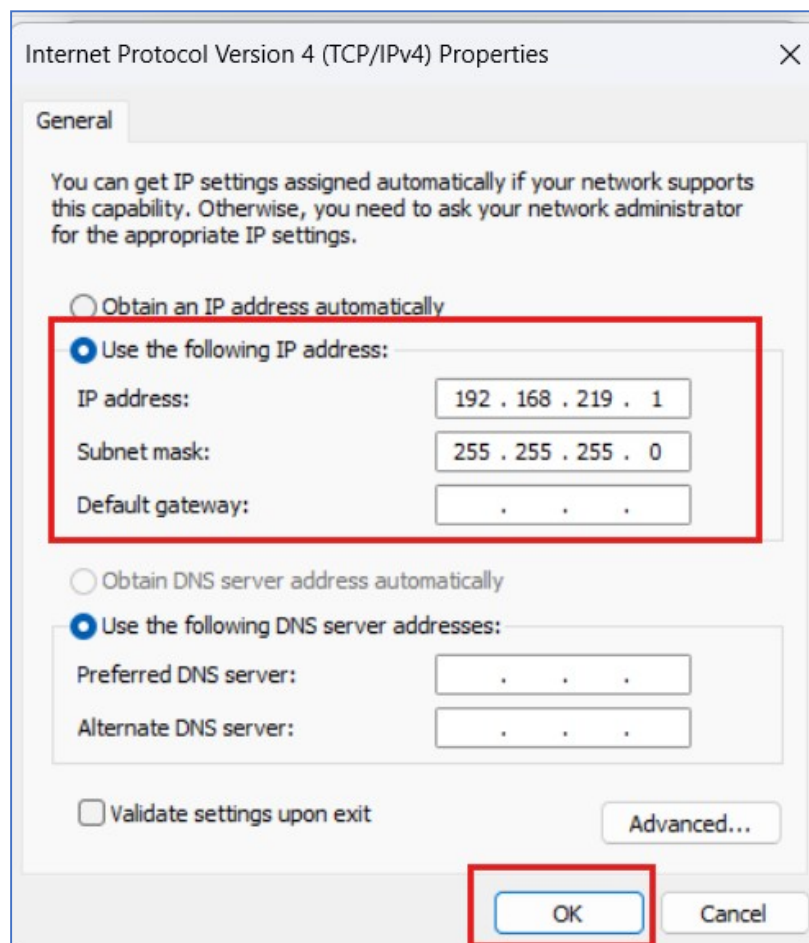 Internet Protocol Version 4 (TCP/IPv4) Properties
General
You can get IP settings assigned automatically if your network supports
this capability. Otherwise, you need to ask your network administrator
for the appropriate IP settings.
Obtain an IP address automatically
Use the following IP address:
IP address: 192 . 168 . 219 . 1
Subnet mask: 255 . 255 . 255 . 0
Default gateway: . . .
Obtain DNS server address automatically
Use the following DNS server addresses:
Preferred DNS server: . . .
Alternate DNS server: . . .
Validate settings upon exit
Advanced...
OK Cancel